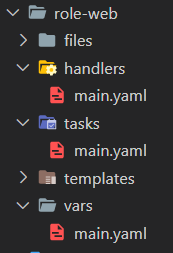 role-web
files
handlers
main.yaml
tasks
main.yaml
templates
vars
main.yaml